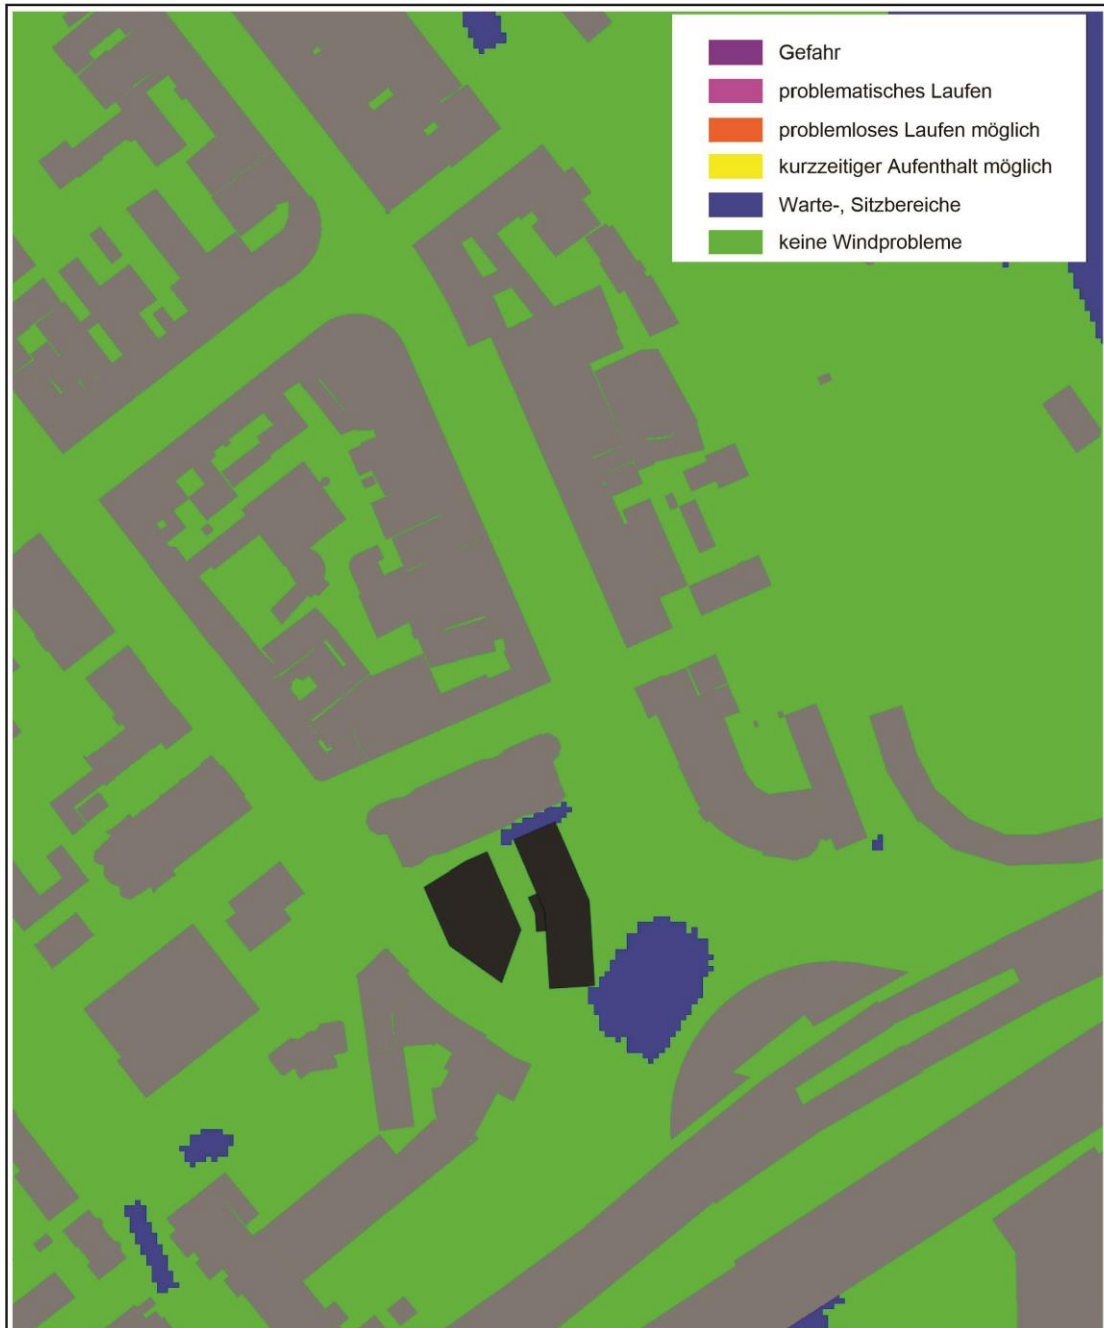 Gefahr
problematisches Laufen
problemloses Laufen möglich
kurzzeitiger Aufenthalt möglich
Warte-, Sitzbereiche
keine Windprobleme